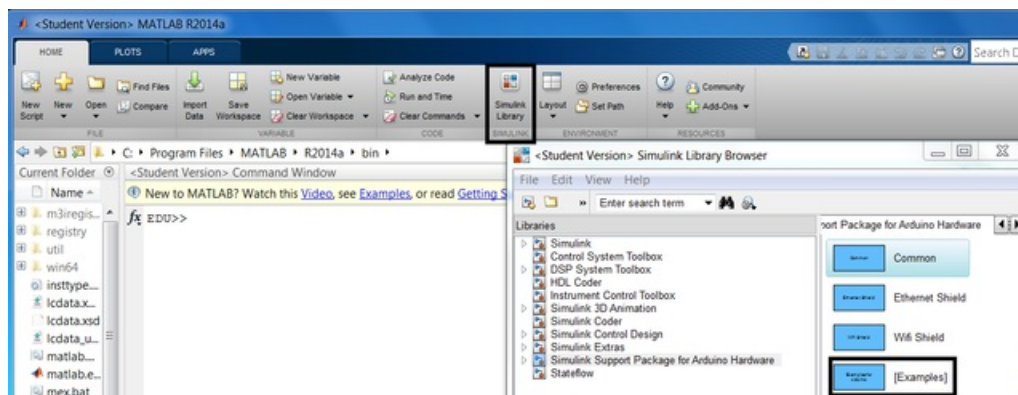 <Student Version> MATLAB R2014a
HOME PLOTS APPS
Search D
New Script
New
Open
Find Files
Compare
FILE
Import Data
Save Workspace
New Variable
Open Variable
Clear Workspace
VARIABLE
Analyze Code
Run and Time
Clear Commands
CODE
Simulink Library
SIMULINK
Layout
Preferences
Set Path
ENVIRONMENT
Help
Community
Add-Ons
RESOURCES
C: Program Files MATLAB R2014a bin
Current Folder
Name
m3iregis...
registry
util
win64
insttype....
lcdata.x...
lcdata.xsd
lcdata_u...
matlab....
matlab.e...
mex.bat
<Student Version> Command Window
New to MATLAB? Watch this Video, see Examples, or read Getting S
fx EDU>>
<Student Version> Simulink Library Browser
File Edit View Help
» Enter search term
Libraries
Simulink
Control System Toolbox
DSP System Toolbox
HDL Coder
Instrument Control Toolbox
Simulink 3D Animation
Simulink Coder
Simulink Control Design
Simulink Extras
Simulink Support Package for Arduino Hardware
Stateflow
port Package for Arduino Hardware
Common
Ethernet Shield
Wifi Shield
[Examples]